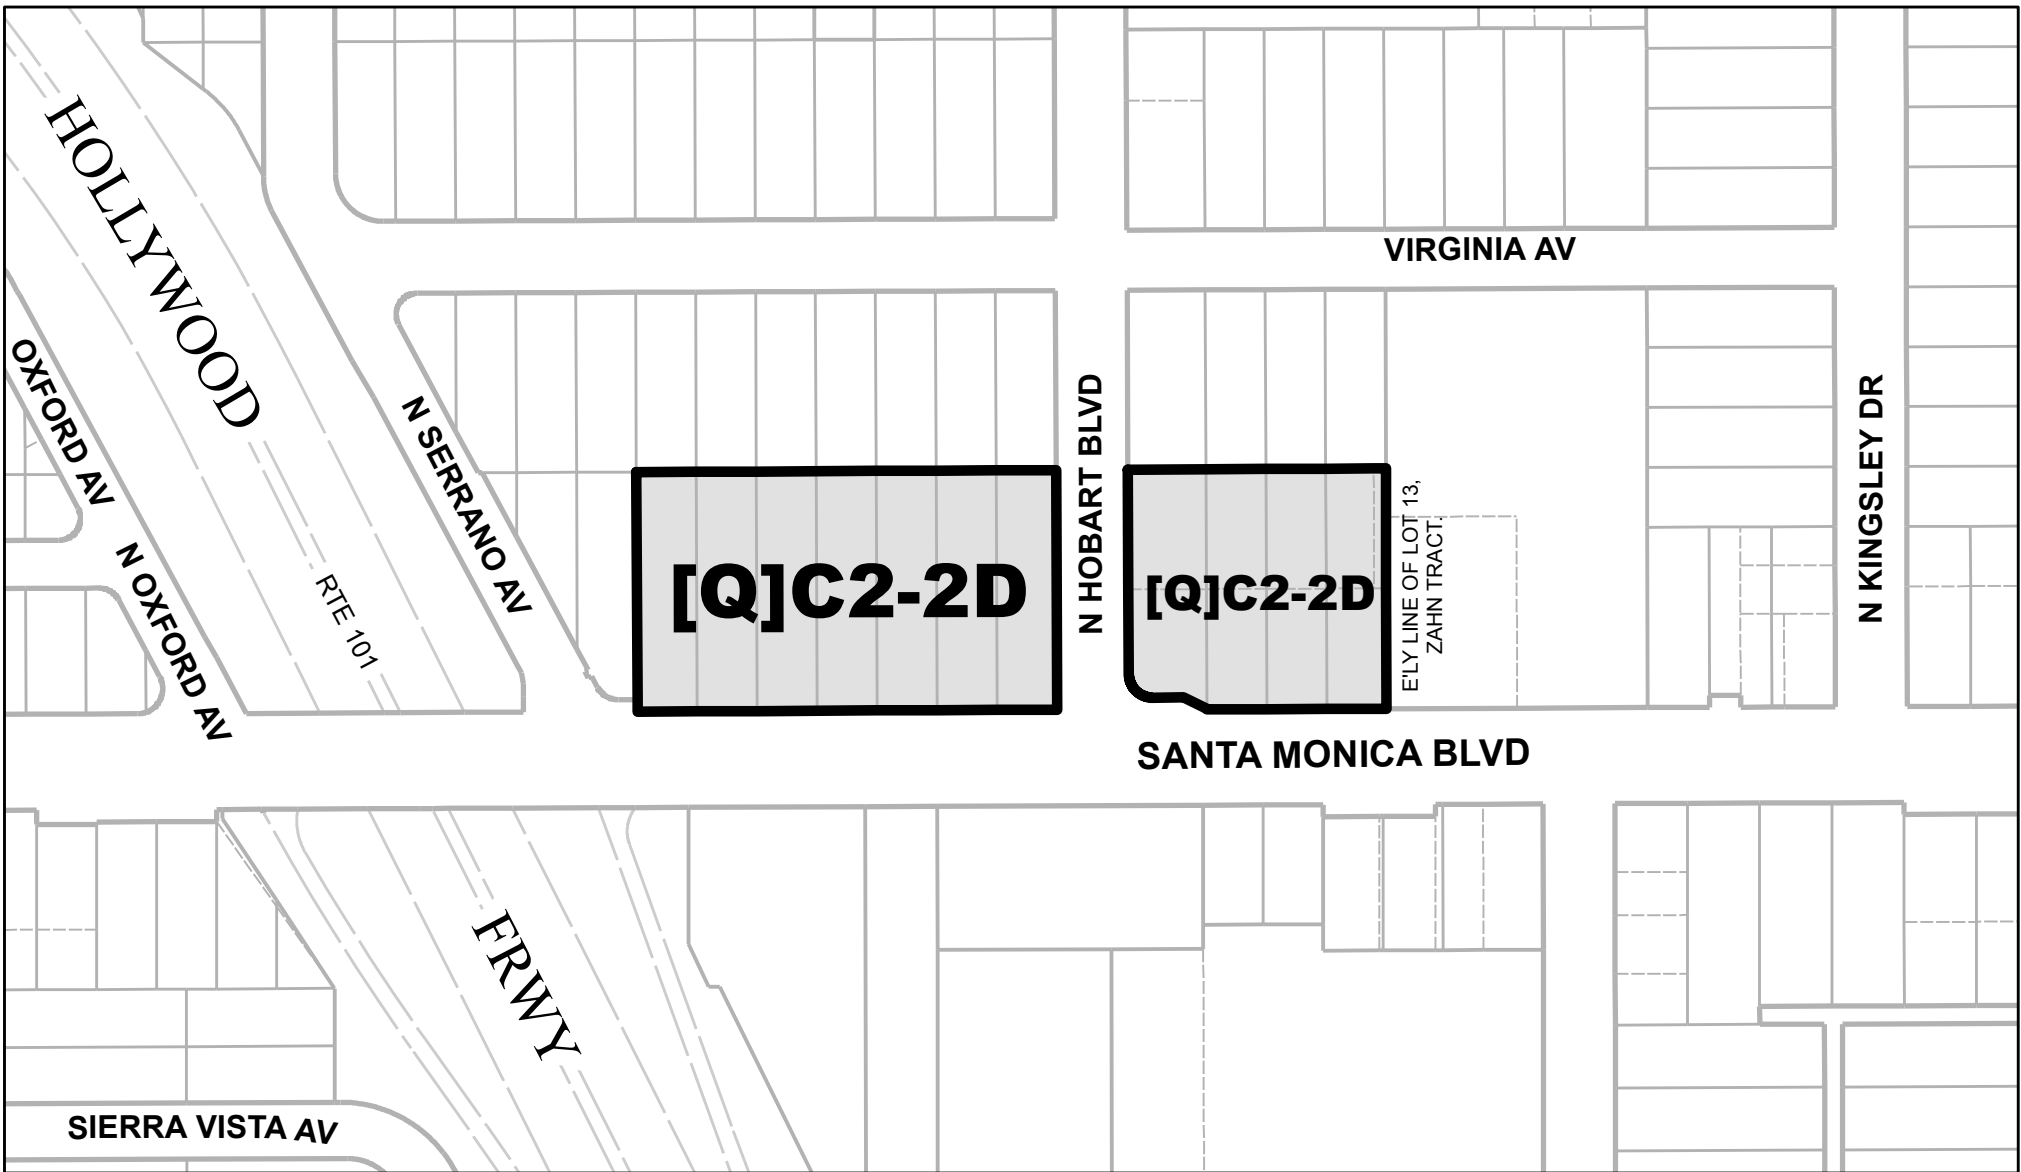 HOLLYWOOD
VIRGINIA AV
OXFORD AV
N SERRANO AV
N HOBART BLVD
N KINGSLEY DR
E'LY LINE OF LOT 13,
ZAHN TRACT.
[Q]C2-2D
[Q]C2-2D
N OXFORD AV
RTE 101
SANTA MONICA BLVD
FRWY
SIERRA VISTA AV